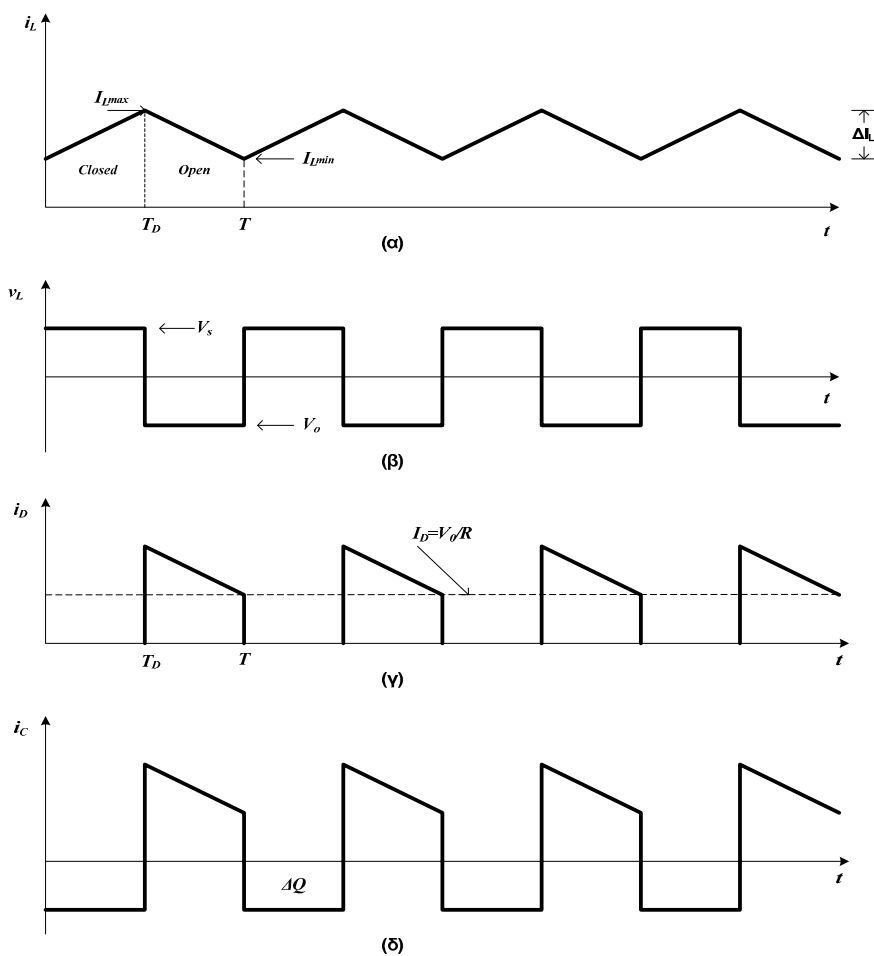 i_L
I_Lmax
I_Lmin
ΔI_L
Closed
Open
T_D
T
t
(α)
v_L
V_s
t
V_o
(β)
i_D
I_D=V_0/R
T_D
T
t
(γ)
i_C
ΔQ
t
(δ)